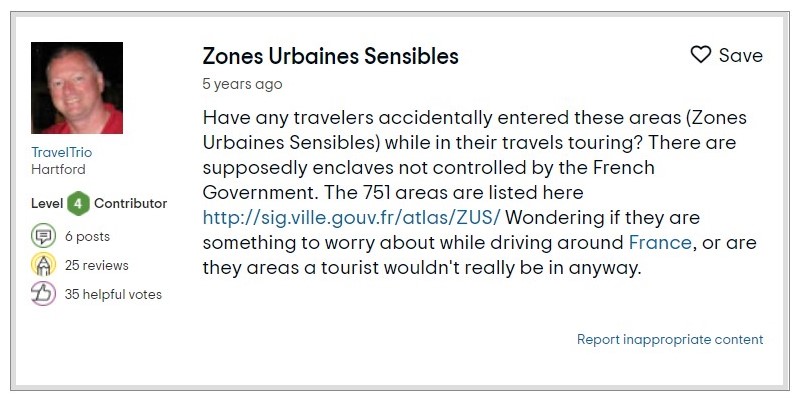 Zones Urbaines Sensibles
Save
5 years ago
Have any travelers accidentally entered these areas (Zones
Urbaines Sensibles) while in their travels touring? There are
supposedly enclaves not controlled by the French
Government. The 751 areas are listed here
http://sig.ville.gouv.fr/atlas/ZUS/ Wondering if they are
something to worry about while driving around France, or are
they areas a tourist wouldn't really be in anyway.
TravelTrio
Hartford
Level 4 Contributor
6 posts
25 reviews
35 helpful votes
Report inappropriate content